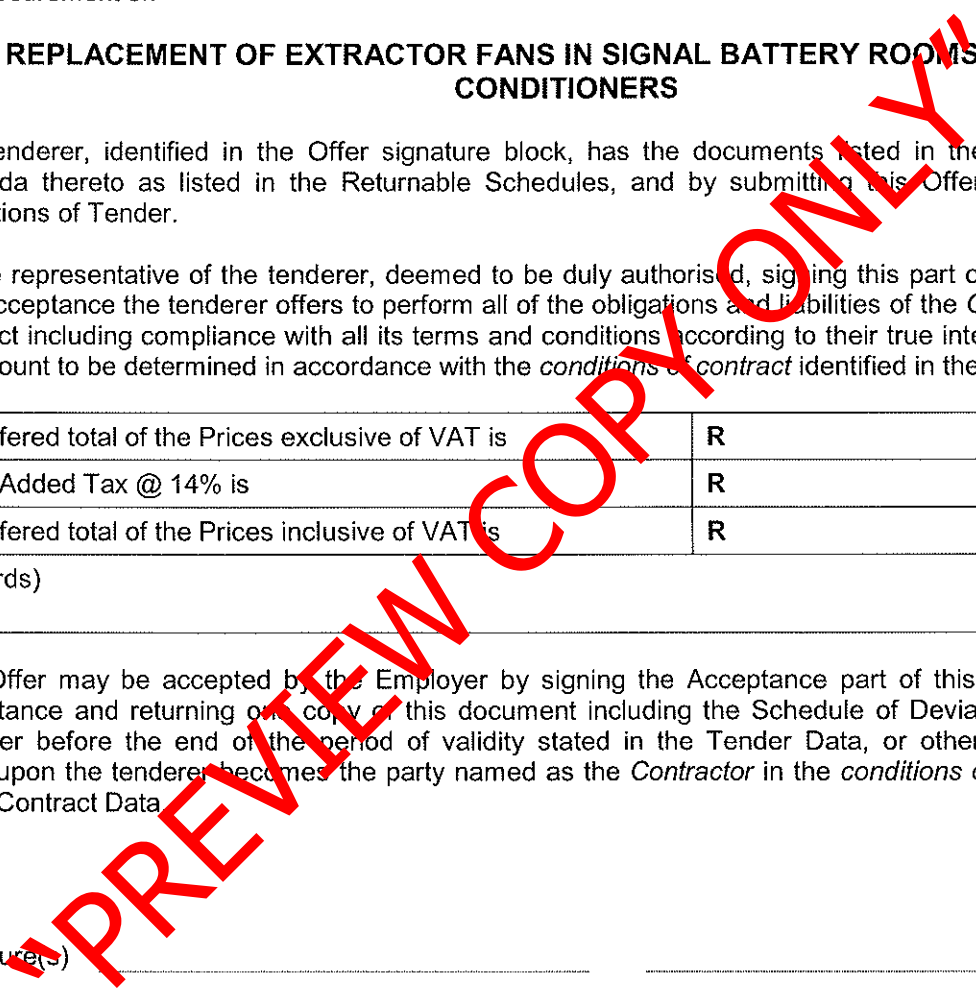 REPLACEMENT OF EXTRACTOR FANS IN SIGNAL BATTERY ROOMS
CONDITIONERS
enderer, identified in the Offer signature block, has the documents listed in the
da thereto as listed in the Returnable Schedules, and by submitting this Offer
tions of Tender.
representative of the tenderer, deemed to be duly authorised, signing this part o
cceptance the tenderer offers to perform all of the obligations and liabilities of the C
ct including compliance with all its terms and conditions according to their true inte
ount to be determined in accordance with the conditions of contract identified in the
fered total of the Prices exclusive of VAT is R
Added Tax @ 14% is R
fered total of the Prices inclusive of VAT is R
rds)
Offer may be accepted by the Employer by signing the Acceptance part of this
tance and returning one copy of this document including the Schedule of Devia
er before the end of the period of validity stated in the Tender Data, or other
upon the tenderer becomes the party named as the Contractor in the conditions o
Contract Data.
ure(s)
"PREVIEW COPY ONLY"